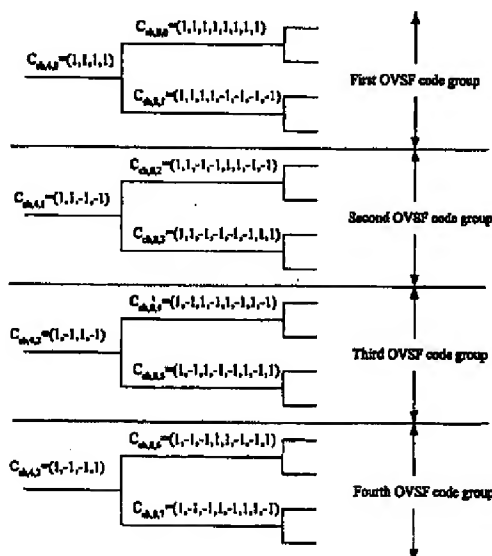 C_ch,8,0=(1,1,1,1,1,1,1,1)
C_ch,4,0=(1,1,1,1)
First OVSF code group
C_ch,8,1=(1,1,1,1,-1,-1,-1,-1)
C_ch,8,2=(1,1,-1,-1,1,1,-1,-1)
C_ch,4,1=(1,1,-1,-1)
Second OVSF code group
C_ch,8,3=(1,1,-1,-1,-1,-1,1,1)
C_ch,8,4=(1,-1,1,-1,1,-1,1,-1)
C_ch,4,2=(1,-1,1,-1)
Third OVSF code group
C_ch,8,5=(1,-1,1,-1,-1,1,-1,1)
C_ch,8,6=(1,-1,-1,1,1,-1,-1,1)
C_ch,4,3=(1,-1,-1,1)
Fourth OVSF code group
C_ch,8,7=(1,-1,-1,1,-1,1,1,-1)